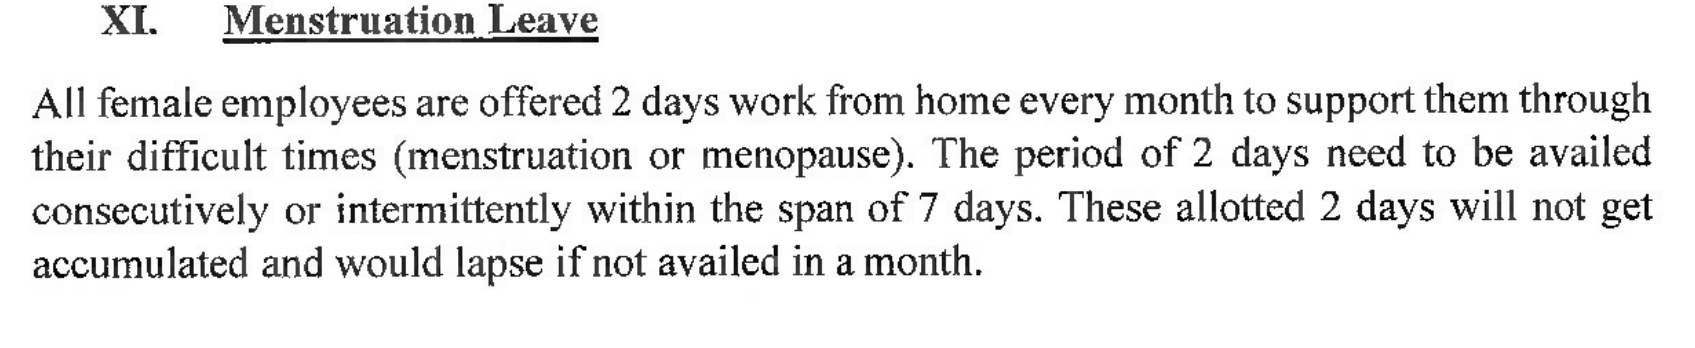 XI. Menstruation Leave
All female employees are offered 2 days work from home every month to support them through
their difficult times (menstruation or menopause). The period of 2 days need to be availed
consecutively or intermittently within the span of 7 days. These allotted 2 days will not get
accumulated and would lapse if not availed in a month.